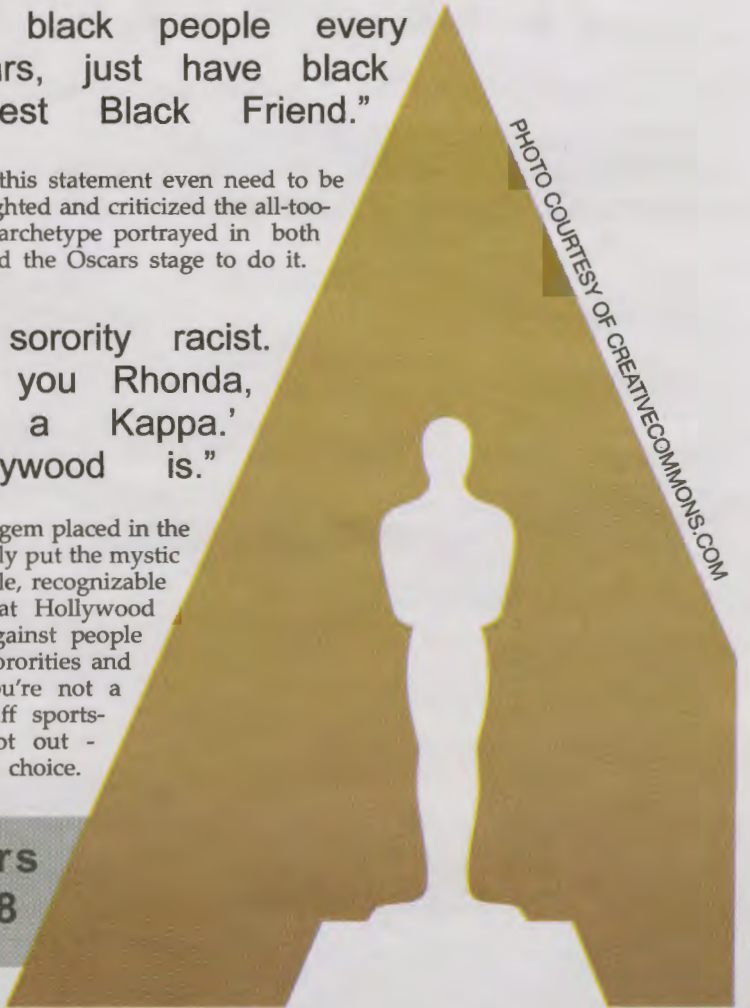 black people every
rs, just have black
est Black Friend.”
this statement even need to be
ghted and criticized the all-too-
archetype portrayed in both
d the Oscars stage to do it.
sorority racist.
you Rhonda,
a Kappa.'
ywood is.”
gem placed in the
ly put the mystic
le, recognizable
at Hollywood
gainst people
ororities and
u're not a
ff sports-
ot out -
choice.
rs
8
PHOTO COURTESY OF CREATIVECOMMONS.COM